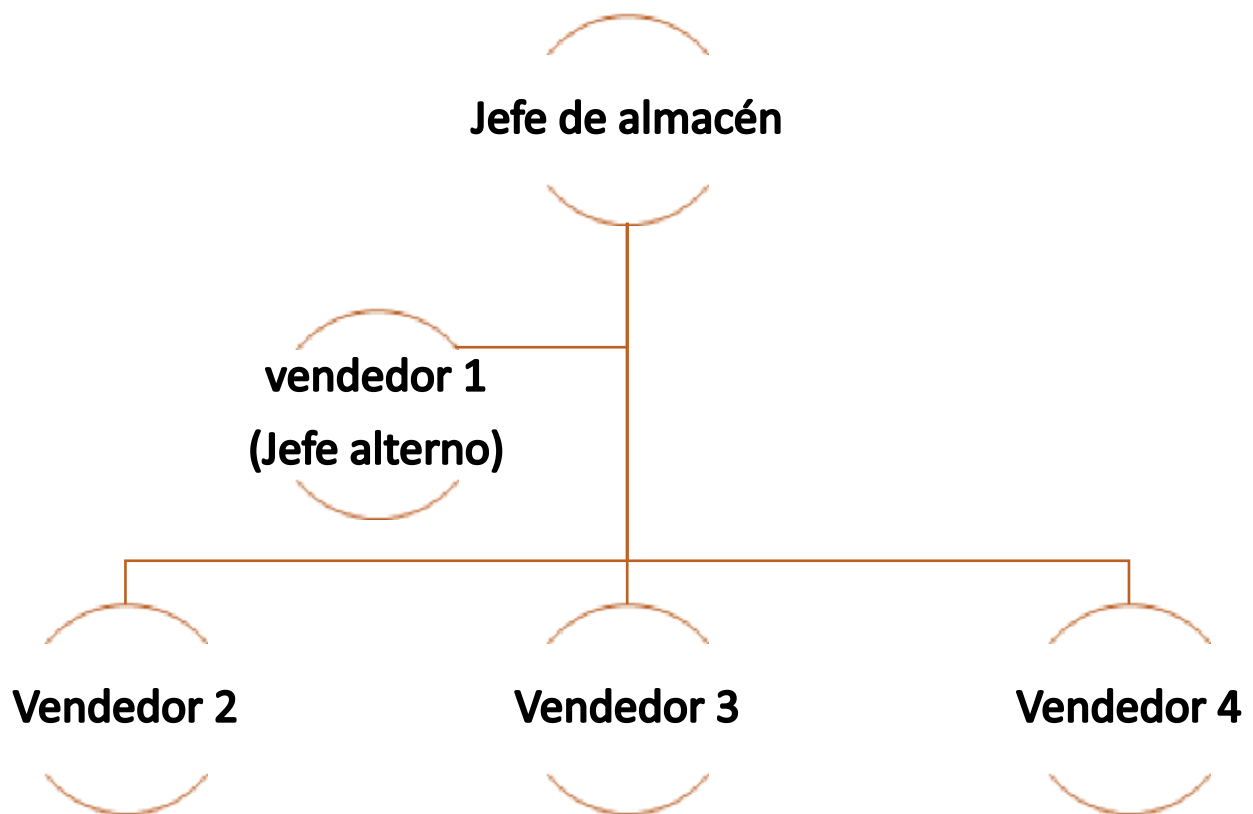 Jefe de almacén
vendedor 1
(Jefe alterno)
Vendedor 2
Vendedor 3
Vendedor 4